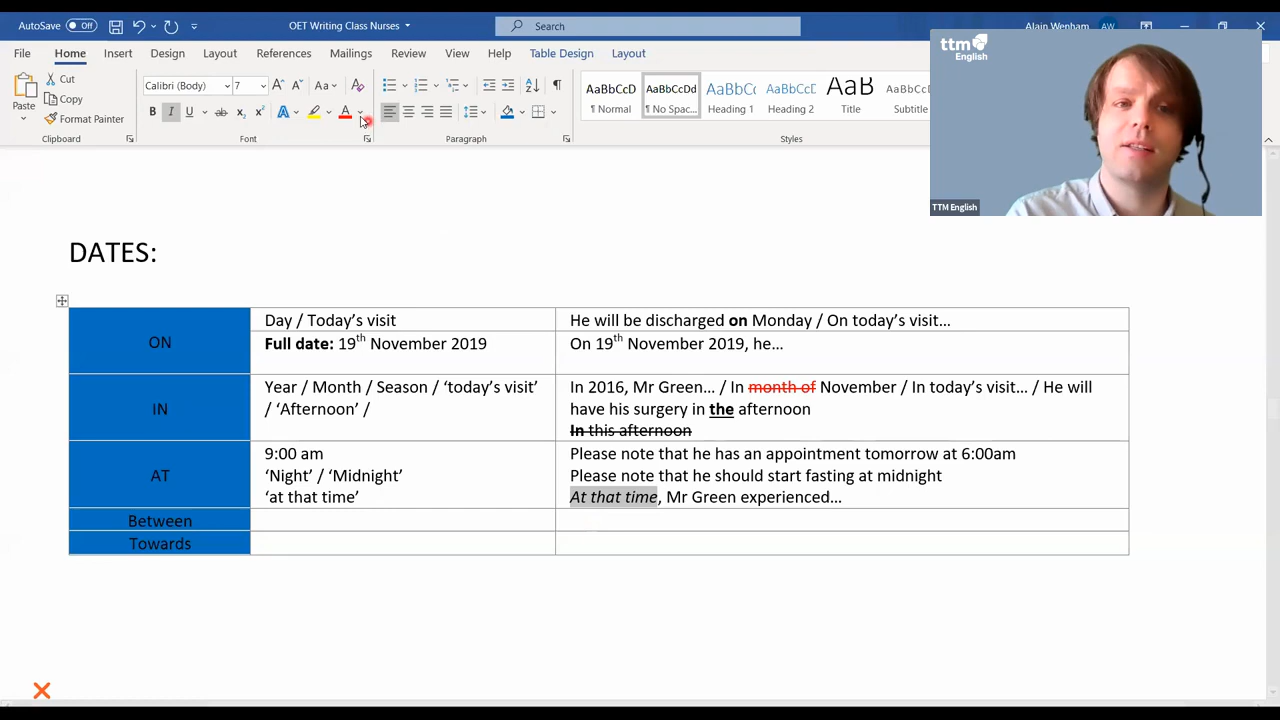 AutoSave Off
OET Writing Class Nurses
Search
Alain Wenham AW
File Home Insert Design Layout References Mailings Review View Help Table Design Layout
Paste
Cut
Copy
Format Painter
Clipboard
Calibri (Body) 7
Font
Paragraph
AaBbCcD
¶ Normal
AaBbCcDd
¶ No Spac...
AaBbCc
Heading 1
AaBbCcD
Heading 2
AaB
Title
AaBbCcD
Subtitle
Styles
ttm
English
TTM English
DATES:
ON
Day / Today's visit
He will be discharged on Monday / On today's visit…
Full date: 19th November 2019
On 19th November 2019, he…
IN
Year / Month / Season / 'today's visit'
/ 'Afternoon' /
In 2016, Mr Green… / In month of November / In today's visit… / He will
have his surgery in the afternoon
In this afternoon
AT
9:00 am
'Night' / 'Midnight'
'at that time'
Please note that he has an appointment tomorrow at 6:00am
Please note that he should start fasting at midnight
At that time, Mr Green experienced…
Between
Towards